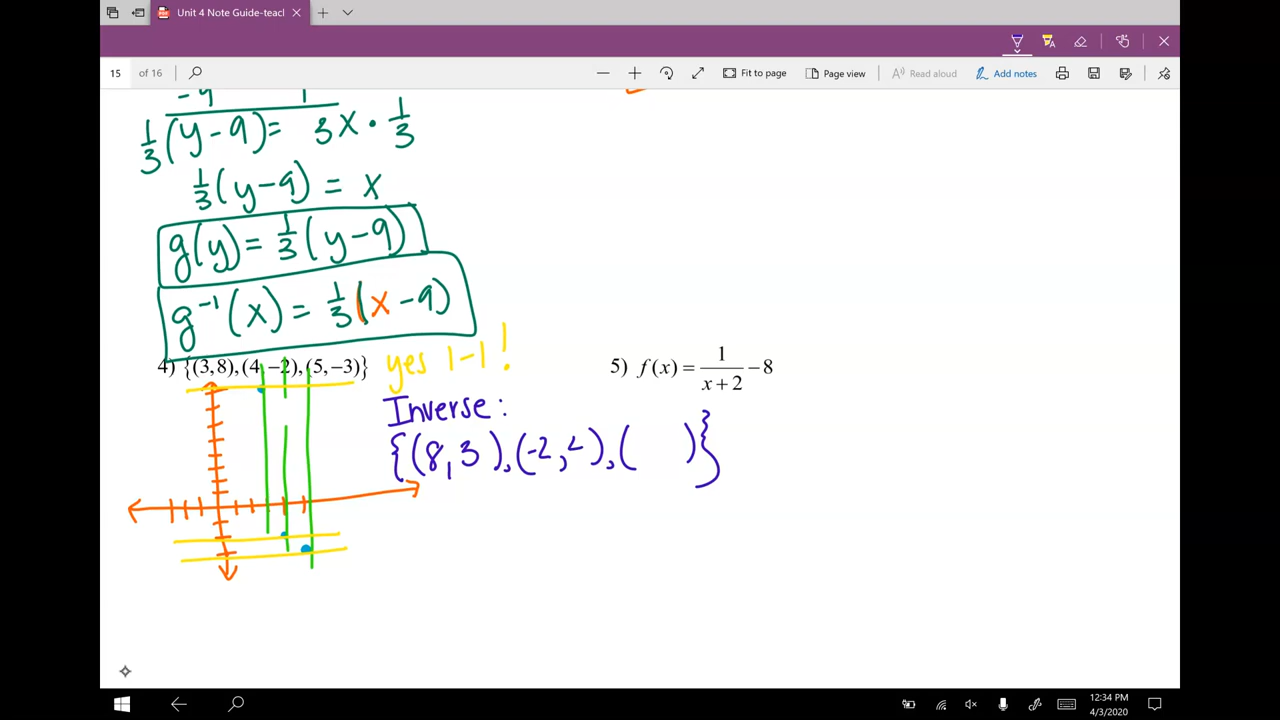 Unit 4 Note Guide-teacl
15 of 16
Fit to page
Page view
Read aloud
Add notes
1/3(y-9)= 3x • 1/3
1/3(y-9) = x
g(y)= 1/3(y-9)
g⁻¹(x) = 1/3(x-9)
4) {(3,8),(4,−2),(5,−3)} yes 1-1!
Inverse:
{(8,3),(-2,4),( )}
5) f(x) = 1/(x+2) − 8
12:34 PM
4/3/2020